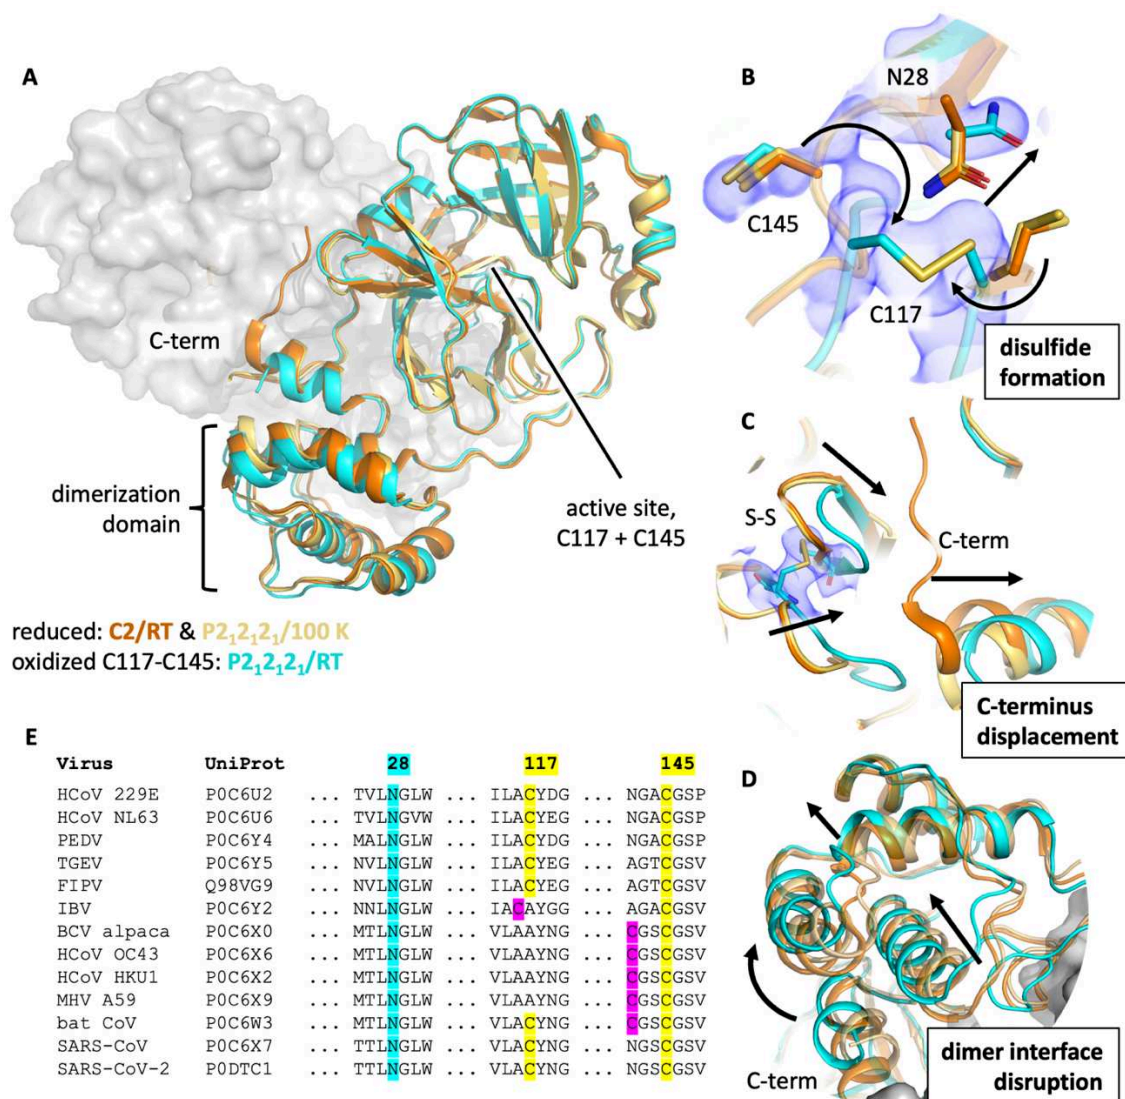 A
C-term
dimerization
domain
active site,
C117 + C145
reduced: C2/RT & P2₁2₁2₁/100 K
oxidized C117-C145: P2₁2₁2₁/RT
B
N28
C145
C117
disulfide
formation
C
S-S
C-term
C-terminus
displacement
E
Virus UniProt 28 117 145
HCoV 229E P0C6U2 ... TVLNGLW ... ILACYDG ... NGACGSP
HCoV NL63 P0C6U6 ... TVLNGVW ... ILACYEG ... NGACGSP
PEDV P0C6Y4 ... MALNGLW ... ILACYDG ... NGACGSP
TGEV P0C6Y5 ... NVLNGLW ... ILACYEG ... AGTCGSV
FIPV Q98VG9 ... NVLNGLW ... ILACYEG ... AGTCGSV
IBV P0C6Y2 ... NNLNGLW ... IACAYGG ... AGACGSV
BCV alpaca P0C6X0 ... MTLNGLW ... VLAAYNG ... CGSCGSV
HCoV OC43 P0C6X6 ... MTLNGLW ... VLAAYNG ... CGSCGSV
HCoV HKU1 P0C6X2 ... MTLNGLW ... VLAAYNG ... CGSCGSV
MHV A59 P0C6X9 ... MTLNGLW ... VLAAYNG ... CGSCGSV
bat CoV P0C6W3 ... MTLNGLW ... VLACYNG ... CGSCGSV
SARS-CoV P0C6X7 ... TTLNGLW ... VLACYNG ... NGSCGSV
SARS-CoV-2 P0DTC1 ... TTLNGLW ... VLACYNG ... NGSCGSV
D
C-term
dimer interface
disruption